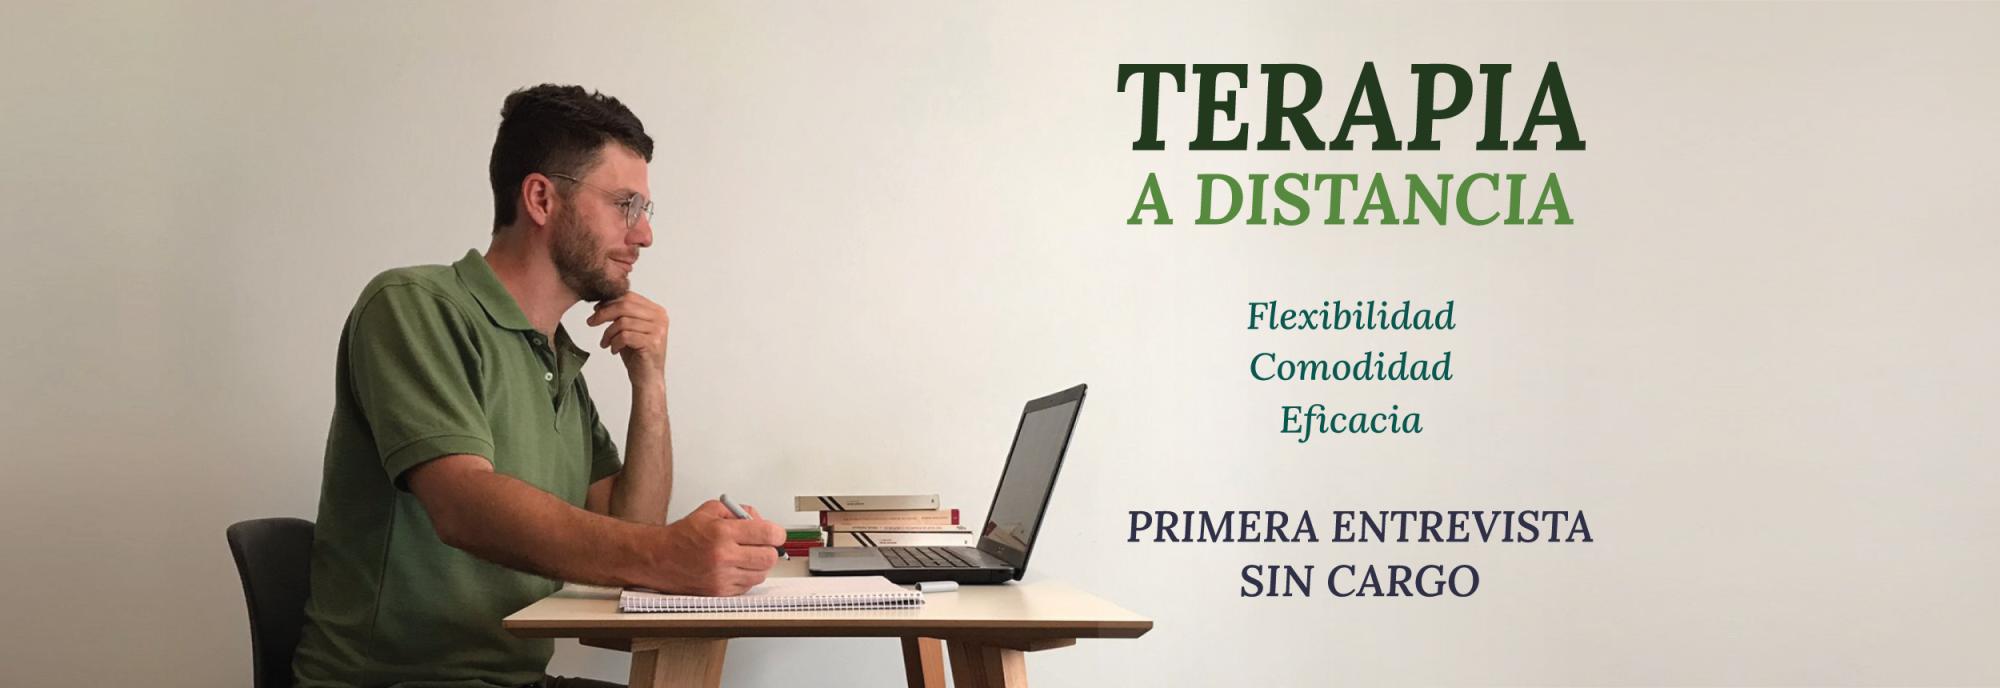 TERAPIA
A DISTANCIA
Flexibilidad
Comodidad
Eficacia
PRIMERA ENTREVISTA
SIN CARGO